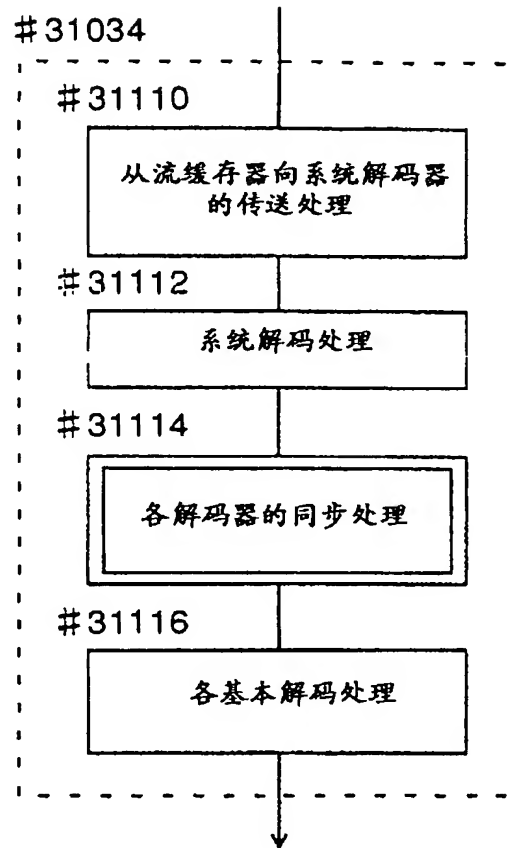 #31034
#31110
从流缓存器向系统解码器
的传送处理
#31112
系统解码处理
#31114
各解码器的同步处理
#31116
各基本解码处理